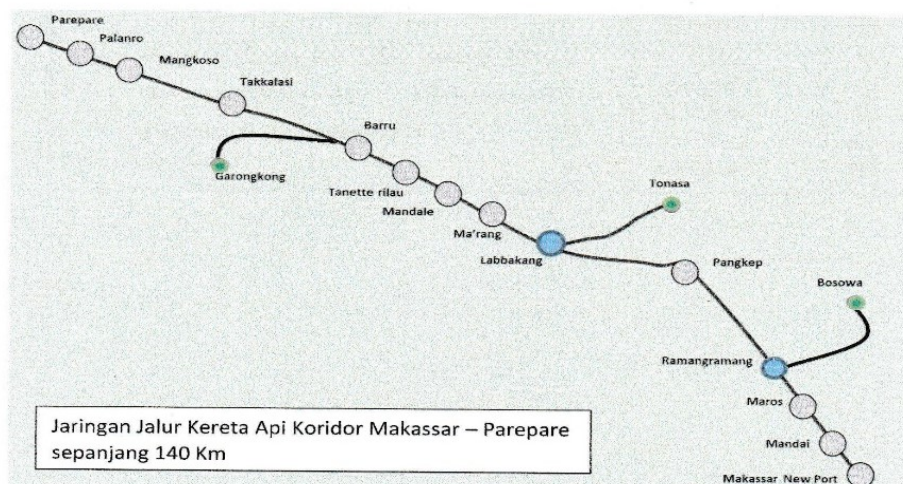 Parepare
Palanro
Mangkoso
Takkalasi
Barru
Garongkong
Tanette rilau
Mandale
Ma'rang
Labbakang
Tonasa
Pangkep
Bosowa
Ramangramang
Maros
Mandai
Makassar New Port
Jaringan Jalur Kereta Api Koridor Makassar – Parepare
sepanjang 140 Km